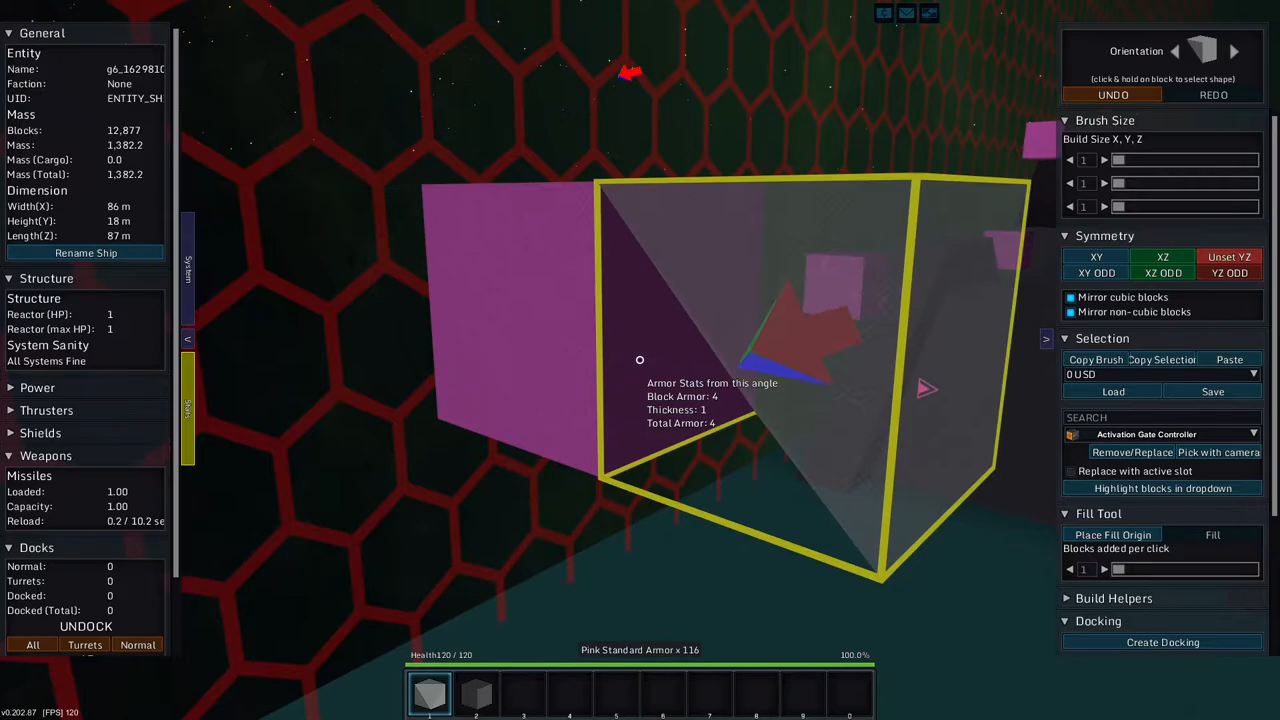 General
Entity
Name: g6_1629810
Faction: None
UID: ENTITY_SH
Mass
Blocks: 12,877
Mass: 1,382.2
Mass (Cargo): 0.0
Mass (Total): 1,382.2
Dimension
Width(X): 86 m
Height(Y): 18 m
Length(Z): 87 m
Rename Ship
Structure
Structure
Reactor (HP): 1
Reactor (max HP): 1
System Sanity
All Systems Fine
Power
Thrusters
Shields
Weapons
Missiles
Loaded: 1.00
Capacity: 1.00
Reload: 0.2 / 10.2 se
Docks
Normal: 0
Turrets: 0
Docked: 0
Docked (Total): 0
UNDOCK
All Turrets Normal
v0.202.87 [FPS] 120
System
<
Stats
Armor Stats from this angle
Block Armor: 4
Thickness: 1
Total Armor: 4
Health120 / 120
Pink Standard Armor x 116
100.0%
1 2 3 4 5 6 7 8 9 0
>
Orientation
(click & hold on block to select shape)
UNDO REDO
Brush Size
Build Size X, Y, Z
1
1
1
Symmetry
XY XZ Unset YZ
XY ODD XZ ODD YZ ODD
Mirror cubic blocks
Mirror non-cubic blocks
Selection
Copy Brush Copy Selection Paste
0 USD
Load Save
SEARCH
Activation Gate Controller
Remove/Replace Pick with camera
Replace with active slot
Highlight blocks in dropdown
Fill Tool
Place Fill Origin Fill
Blocks added per click
1
Build Helpers
Docking
Create Docking